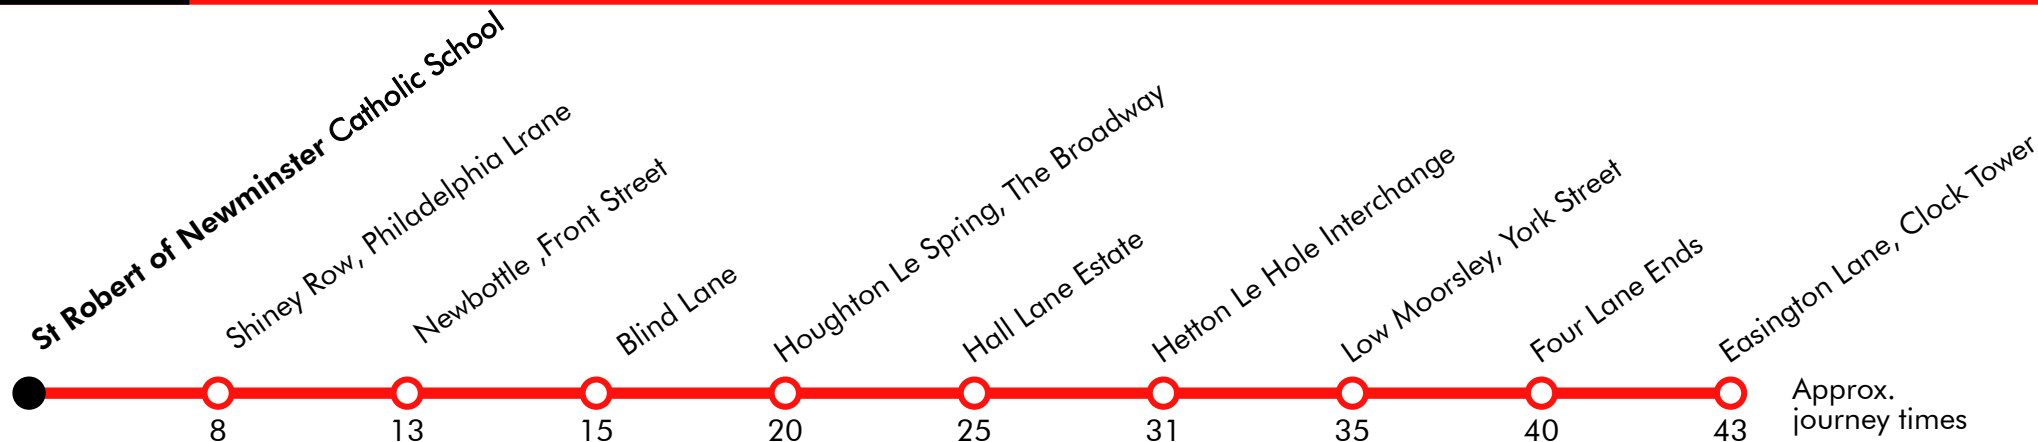 St Robert of Newminster Catholic School
Shiney Row, Philadelphia Lrane
Newbottle ,Front Street
Blind Lane
Houghton Le Spring, The Broadway
Hall Lane Estate
Hetton Le Hole Interchange
Low Moorsley, York Street
Four Lane Ends
Easington Lane, Clock Tower
8 13 15 20 25 31 35 40 43
Approx.
journey times